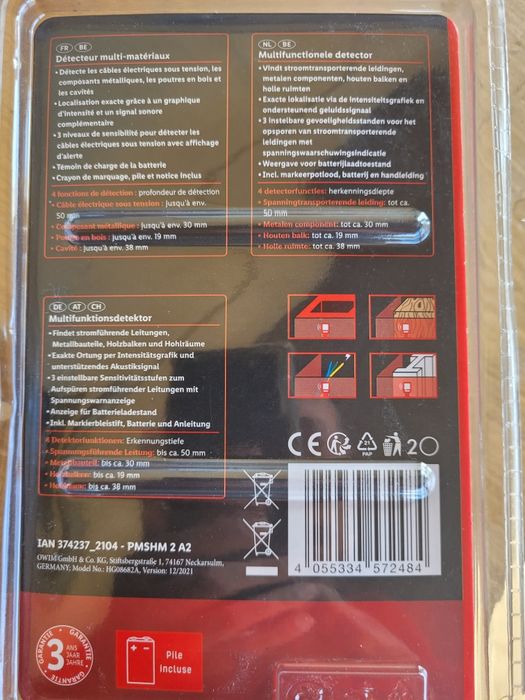 FR BE
Détecteur multi-matériaux
• Détecte les câbles électriques sous tension, les
composants métalliques, les poutres en bois et
les cavités
• Localisation exacte grâce à un graphique
d'intensité et un signal sonore
complémentaire
• 3 niveaux de sensibilité pour détecter les
câbles électriques sous tension avec affichage
d'alerte
• Témoin de charge de la batterie
• Crayon de marquage, pile et notice inclus
4 fonctions de détection : profondeur de détection
• Câble électrique sous tension : jusqu'à env.
50 mm
• Composant métallique : jusqu'à env. 30 mm
• Poutre en bois : jusqu'à env. 19 mm
• Cavité : jusqu'à env. 38 mm
NL BE
Multifunctionele detector
• Vindt stroomtransporterende leidingen,
metalen componenten, houten balken en
holle ruimten
• Exacte lokalisatie via de intensiteitsgrafiek en
ondersteunend geluidssignaal
• 3 instelbare gevoeligheidsstanden voor het
opsporen van stroomtransporterende
leidingen met
spanningswaarschuwingsindicatie
• Weergave voor batterijlaadtoestand
• Incl. markeerpotlood, batterij en handleiding
4 detectorfuncties: herkenningsdiepte
• Spanningtransporterende leiding: tot ca.
50 mm
• Metalen component: tot ca. 30 mm
• Houten balk: tot ca. 19 mm
• Holle ruimte: tot ca. 38 mm
DE AT CH
Multifunktionsdetektor
• Findet stromführende Leitungen,
Metallbauteile, Holzbalken und Hohlräume
• Exakte Ortung per Intensitätsgrafik und
unterstützendes Akustiksignal
• 3 einstellbare Sensitivitätsstufen zum
Aufspüren stromführender Leitungen mit
Spannungswarnanzeige
• Anzeige für Batterieladestand
• Inkl. Markierbleistift, Batterie und Anleitung
4 Detektorfunktionen: Erkennungstiefe
• Spannungsführende Leitung: bis ca. 50 mm
• Metallbauteil: bis ca. 30 mm
• Holzbalken: bis ca. 19 mm
• Hohlraum: bis ca. 38 mm
CE
21
PAP
20
IAN 374237_2104 - PMSHM 2 A2
OWIM GmbH & Co. KG, Stiftsbergstraße 1, 74167 Neckarsulm,
GERMANY, Model No.: HG08682A, Version: 12/2021
4 055334 572484
GARANTIE
3 ANS
JAAR
JAHRE
GARANTIE
Pile
incluse